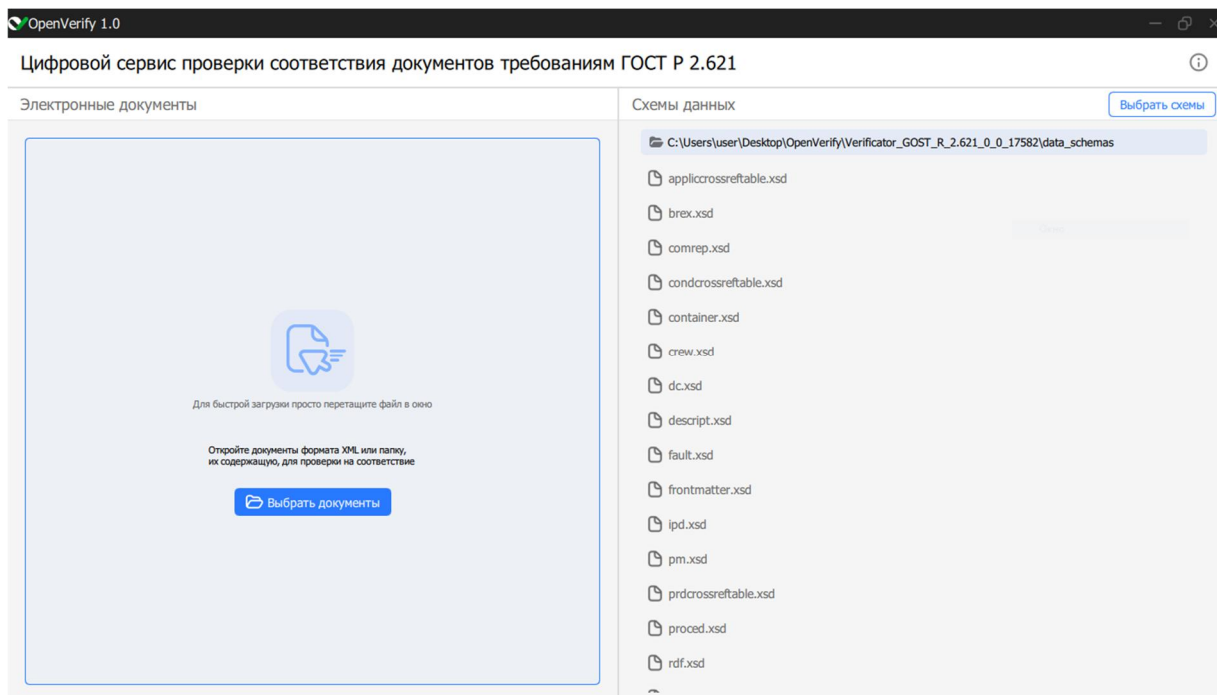 OpenVerify 1.0
Цифровой сервис проверки соответствия документов требованиям ГОСТ Р 2.621
Электронные документы
Для быстрой загрузки просто перетащите файл в окно
Откройте документы формата XML или папку,
их содержащую, для проверки на соответствие
Выбрать документы
Схемы данных
Выбрать схемы
C:\Users\user\Desktop\OpenVerify\Verificator_GOST_R_2.621_0_0_17582\data_schemas
appliccrossreftable.xsd
brex.xsd
comrep.xsd
condcrossreftable.xsd
container.xsd
crew.xsd
dc.xsd
descript.xsd
fault.xsd
frontmatter.xsd
ipd.xsd
pm.xsd
prdcrossreftable.xsd
proced.xsd
rdf.xsd